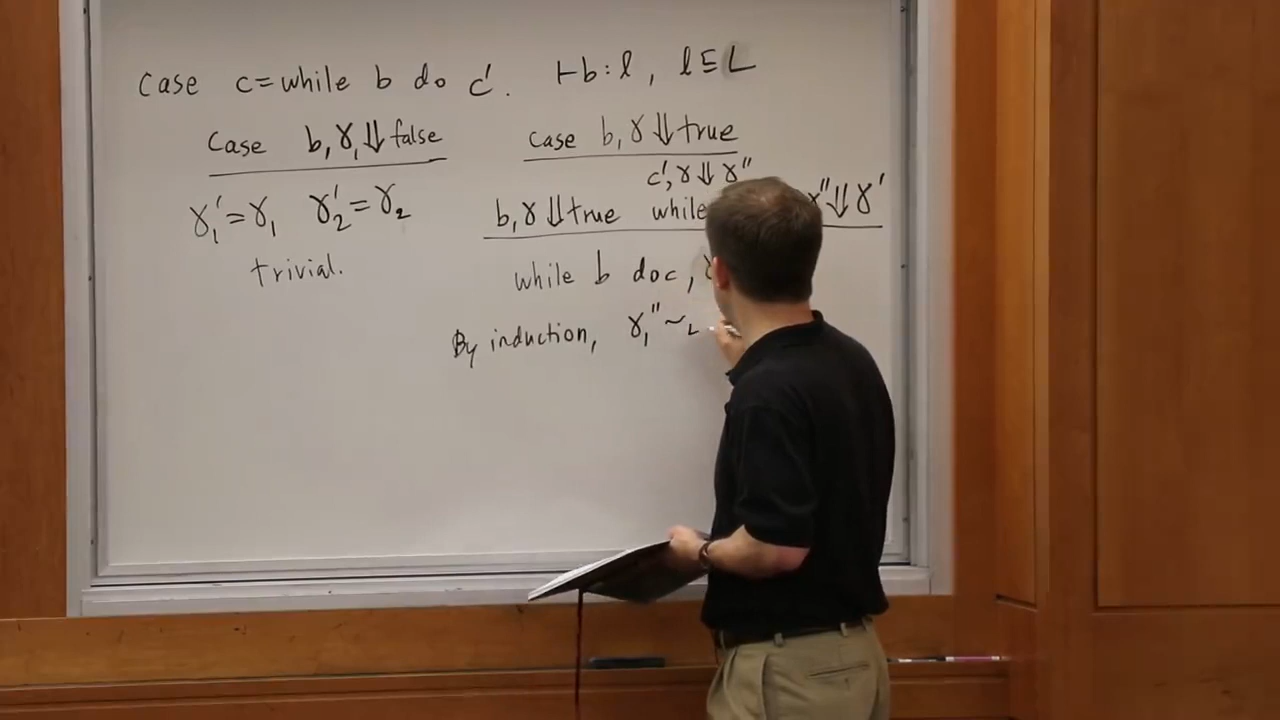 Case c=while b do c'. ⊢b:l, l⊑L
Case b,γ₁⇓false
γ₁'=γ₁ γ₂'=γ₂
trivial.
case b,γ⇓true
c',γ⇓γ''
b,γ⇓true while γ''⇓γ'
while b do c,
By induction, γ₁'' ~L